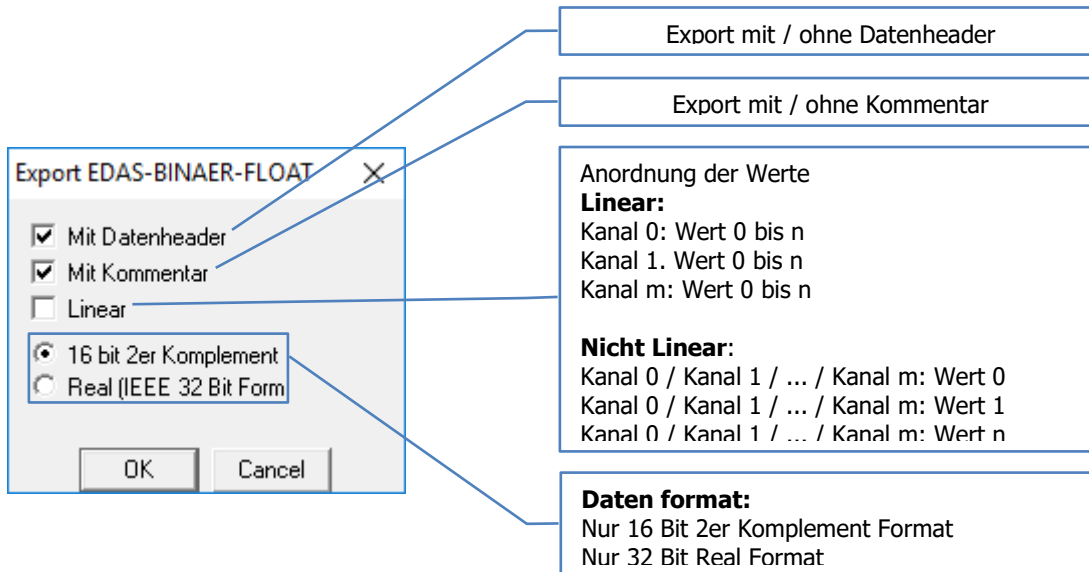 Export mit / ohne Datenheader
Export mit / ohne Kommentar
Export EDAS-BINAER-FLOAT
Mit Datenheader
Mit Kommentar
Linear
16 bit 2er Komplement
Real (IEEE 32 Bit Form
OK
Cancel
Anordnung der Werte
Linear:
Kanal 0: Wert 0 bis n
Kanal 1. Wert 0 bis n
Kanal m: Wert 0 bis n
Nicht Linear:
Kanal 0 / Kanal 1 / ... / Kanal m: Wert 0
Kanal 0 / Kanal 1 / ... / Kanal m: Wert 1
Kanal 0 / Kanal 1 / ... / Kanal m: Wert n
Daten format:
Nur 16 Bit 2er Komplement Format
Nur 32 Bit Real Format